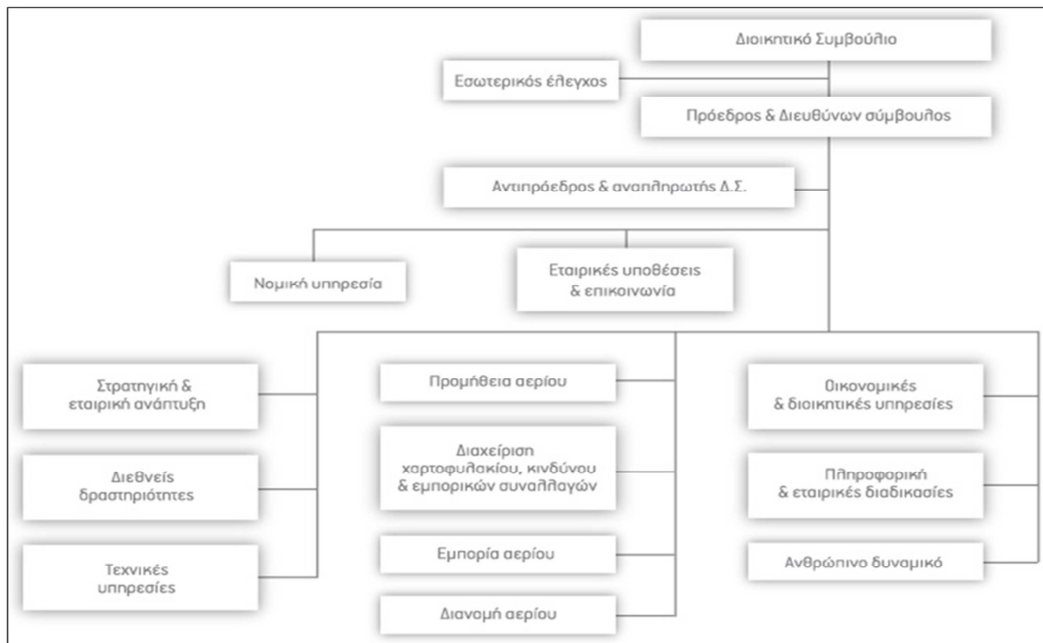 Διοικητικό Συμβούλιο
Εσωτερικός έλεγχος
Πρόεδρος & Διευθύνων σύμβουλος
Αντιπρόεδρος & αναπληρωτής Δ.Σ.
Νομική υπηρεσία
Εταιρικές υποθέσεις
& επικοινωνία
Στρατηγική &
εταιρική ανάπτυξη
Διεθνείς
δραστηριότητες
Τεχνικές
υπηρεσίες
Προμήθεια αερίου
Διαχείριση
χαρτοφυλακίου, κινδύνου
& εμπορικών συναλλαγών
Εμπορία αερίου
Διανομή αερίου
Οικονομικές
& διοικητικές υπηρεσίες
Πληροφορική
& εταιρικές διαδικασίες
Ανθρώπινο δυναμικό